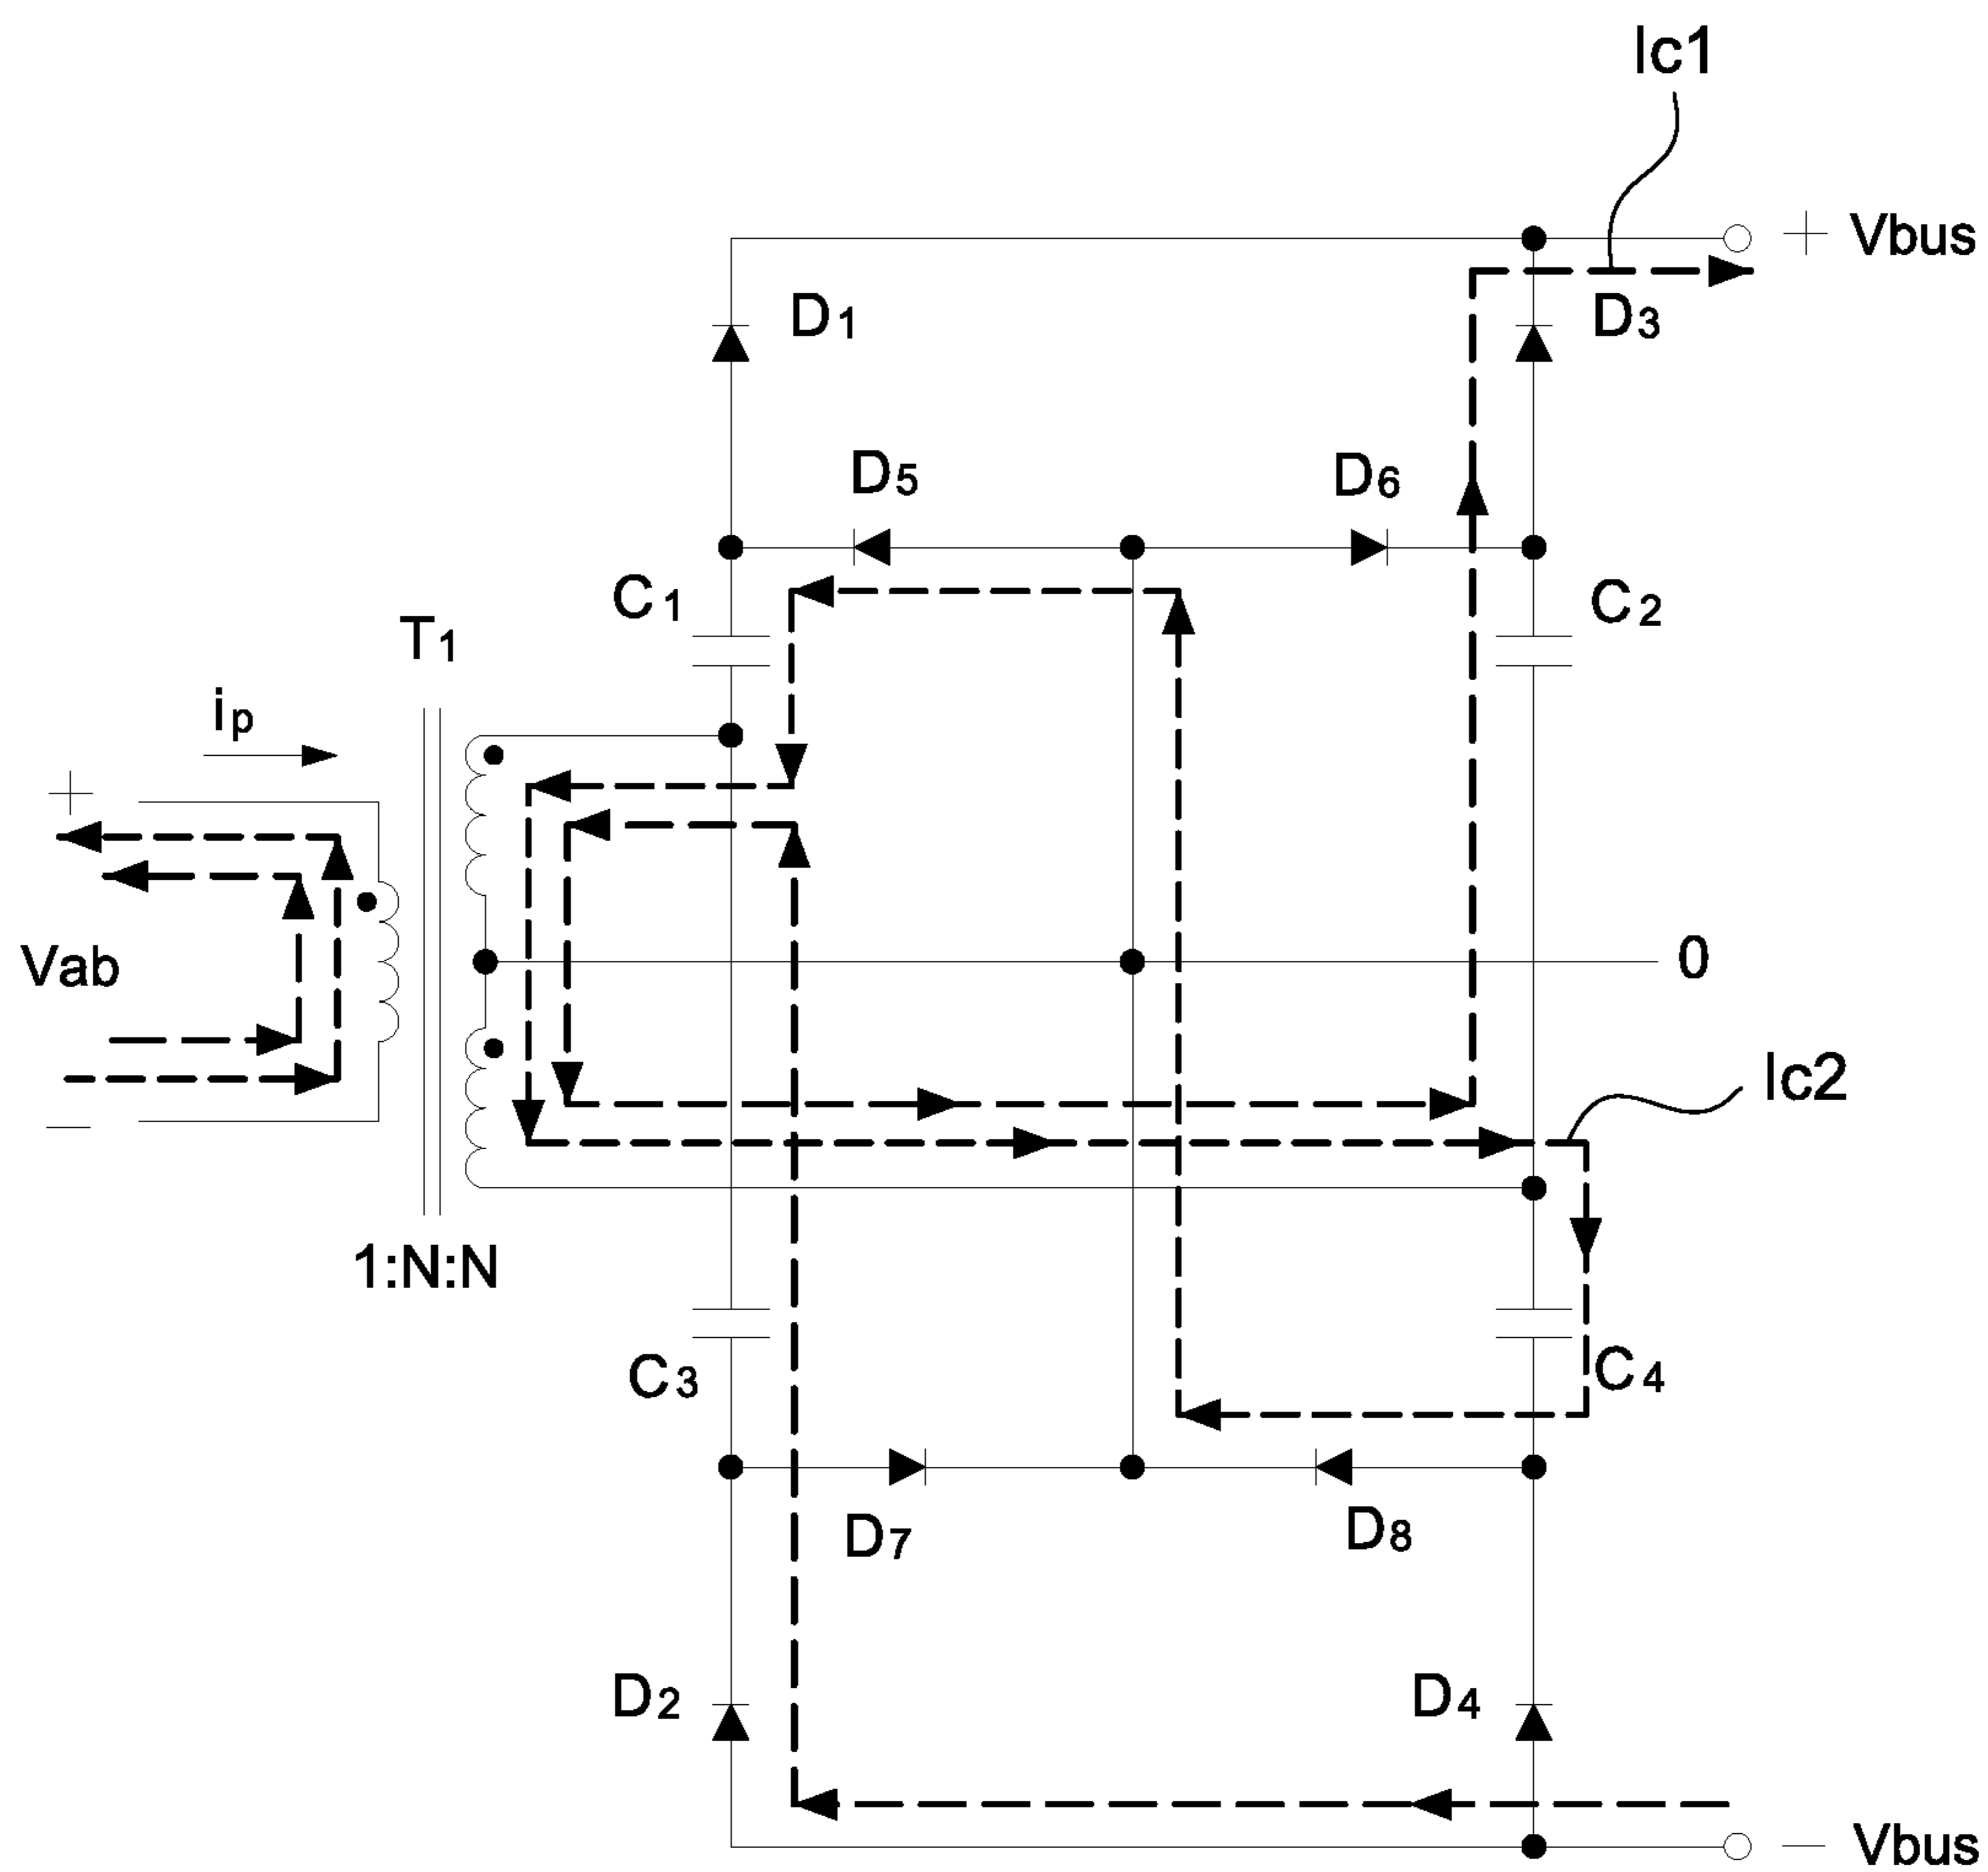 Ic1
+ Vbus
D1
D3
D5
D6
C1
C2
T1
ip
+
Vab
0
Ic2
−
1:N:N
C3
C4
D7
D8
D2
D4
− Vbus